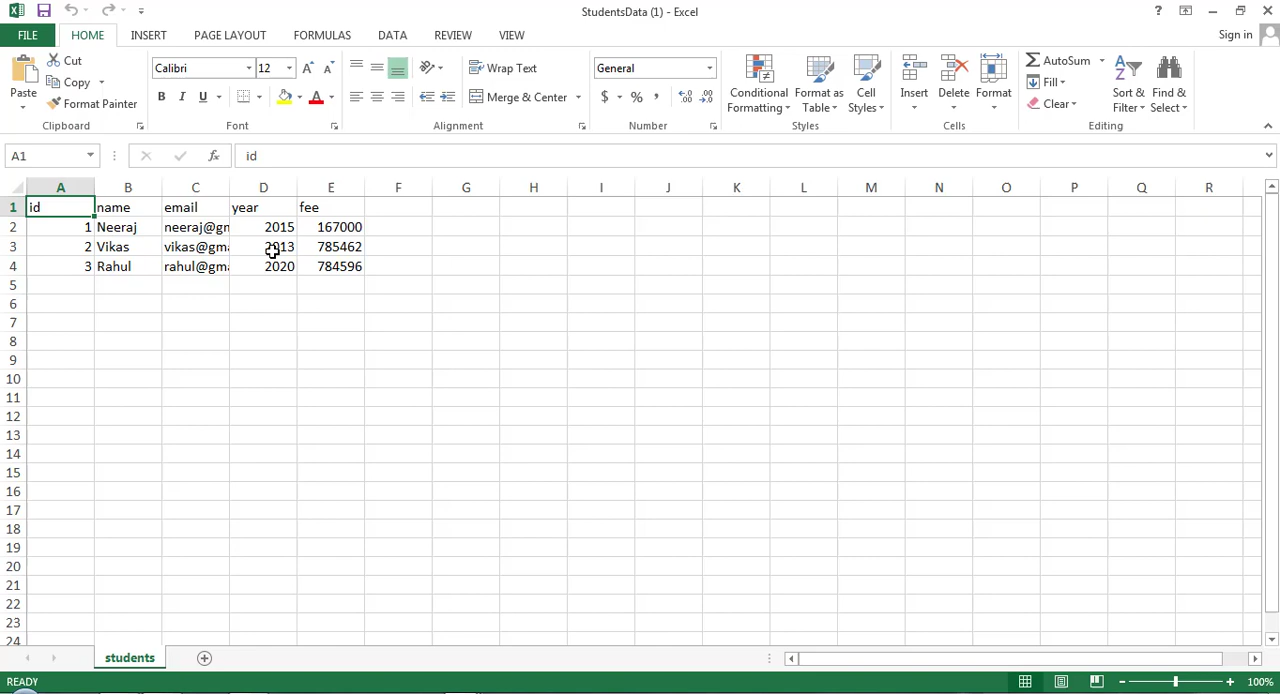 StudentsData (1) - Excel
?
FILE HOME INSERT PAGE LAYOUT FORMULAS DATA REVIEW VIEW Sign in
Paste
Cut
Copy
Format Painter
Clipboard
Calibri 12
A A
B I U A
Font
Wrap Text
Merge & Center
Alignment
General
$ % ,
Number
Conditional Formatting
Format as Table
Cell Styles
Styles
Insert Delete Format
Cells
AutoSum
Fill
Clear
Sort & Filter
Find & Select
Editing
A1 fx id
A B C D E F G H I J K L M N O P Q R
1 id name email year fee
2 1 Neeraj neeraj@gm 2015 167000
3 2 Vikas vikas@gma 2013 785462
4 3 Rahul rahul@gma 2020 784596
5
6
7
8
9
10
11
12
13
14
15
16
17
18
19
20
21
22
23
24
students
READY 100%